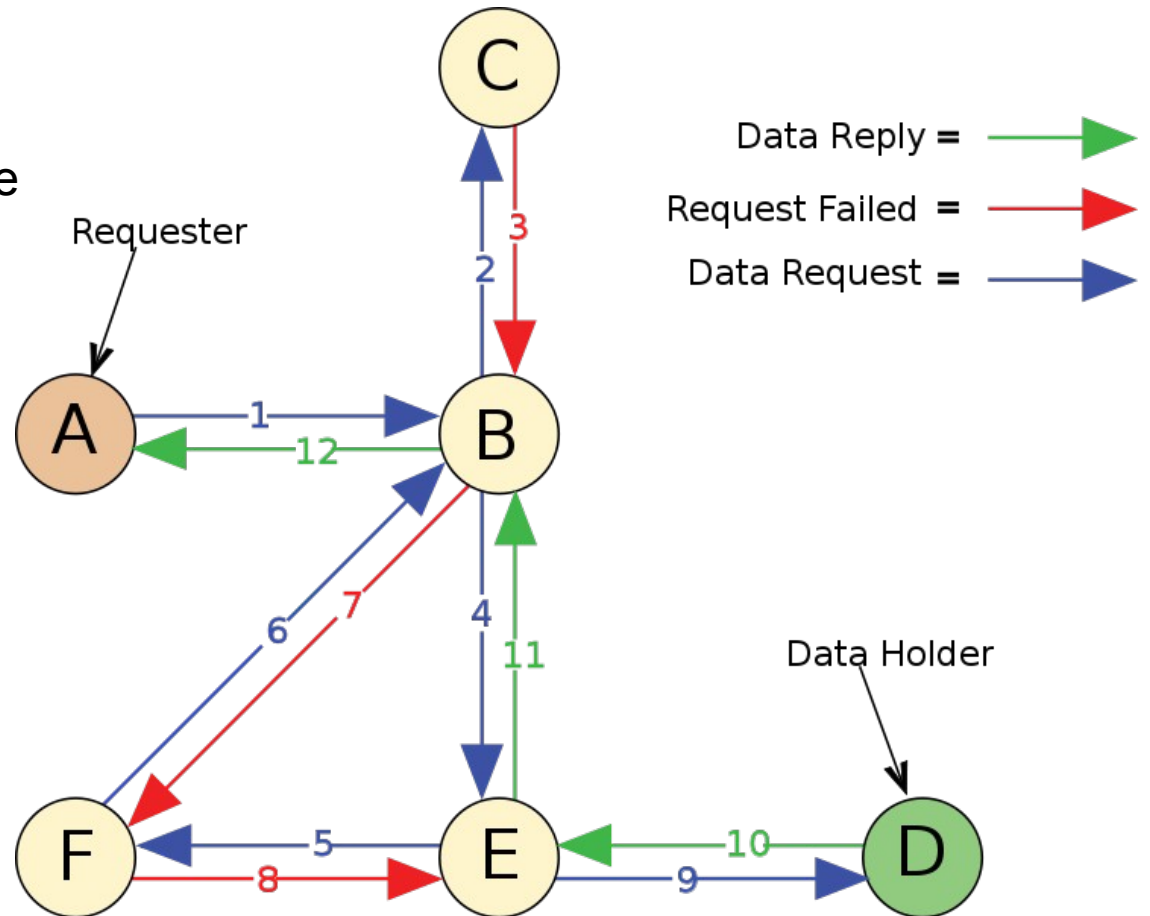 C
Data Reply =
e
Request Failed =
Requester
3
2
Data Request =
A
1
12
B
6
7
4
11
Data Holder
F
5
8
E
10
9
D